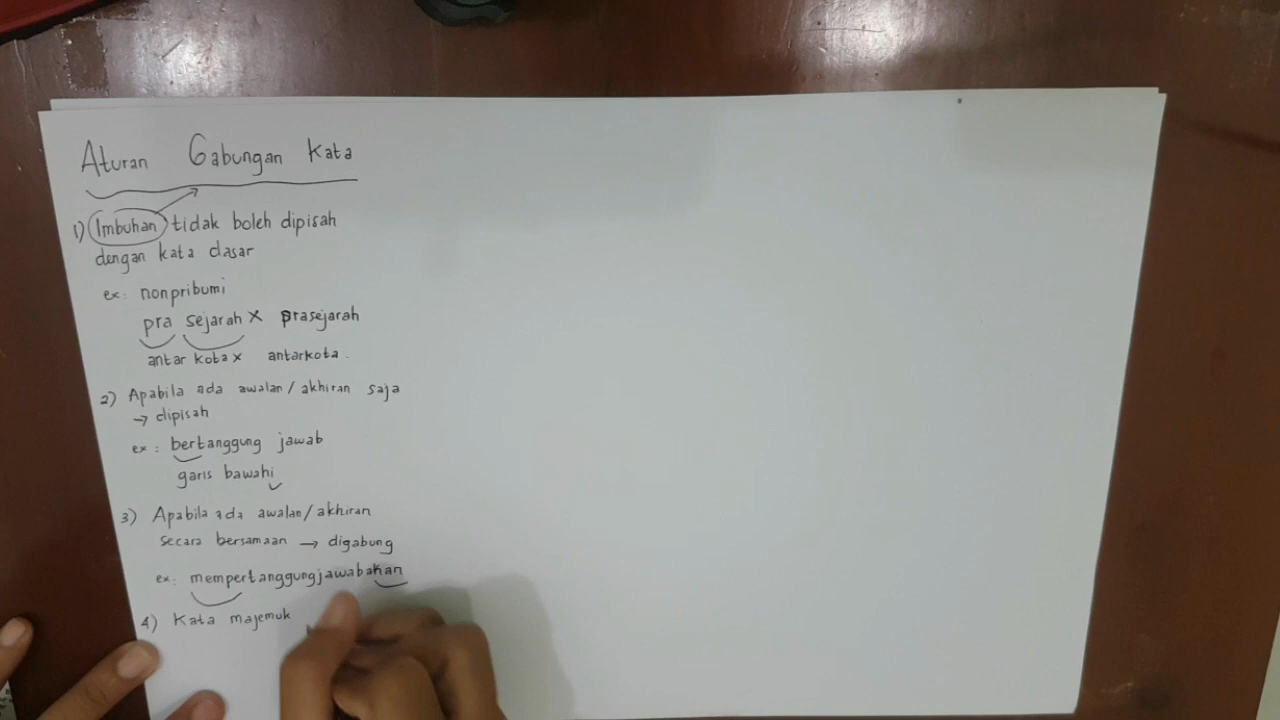 Aturan Gabungan Kata
1) Imbuhan tidak boleh dipisah
dengan kata dasar
ex: nonpribumi
pra sejarah x prasejarah
antar kota x antarkota.
2) Apabila ada awalan/akhiran saja
→ dipisah
ex: bertanggung jawab
garis bawahi
3) Apabila ada awalan/akhiran
secara bersamaan → digabung
ex: mempertanggungjawabakan
4) Kata majemuk